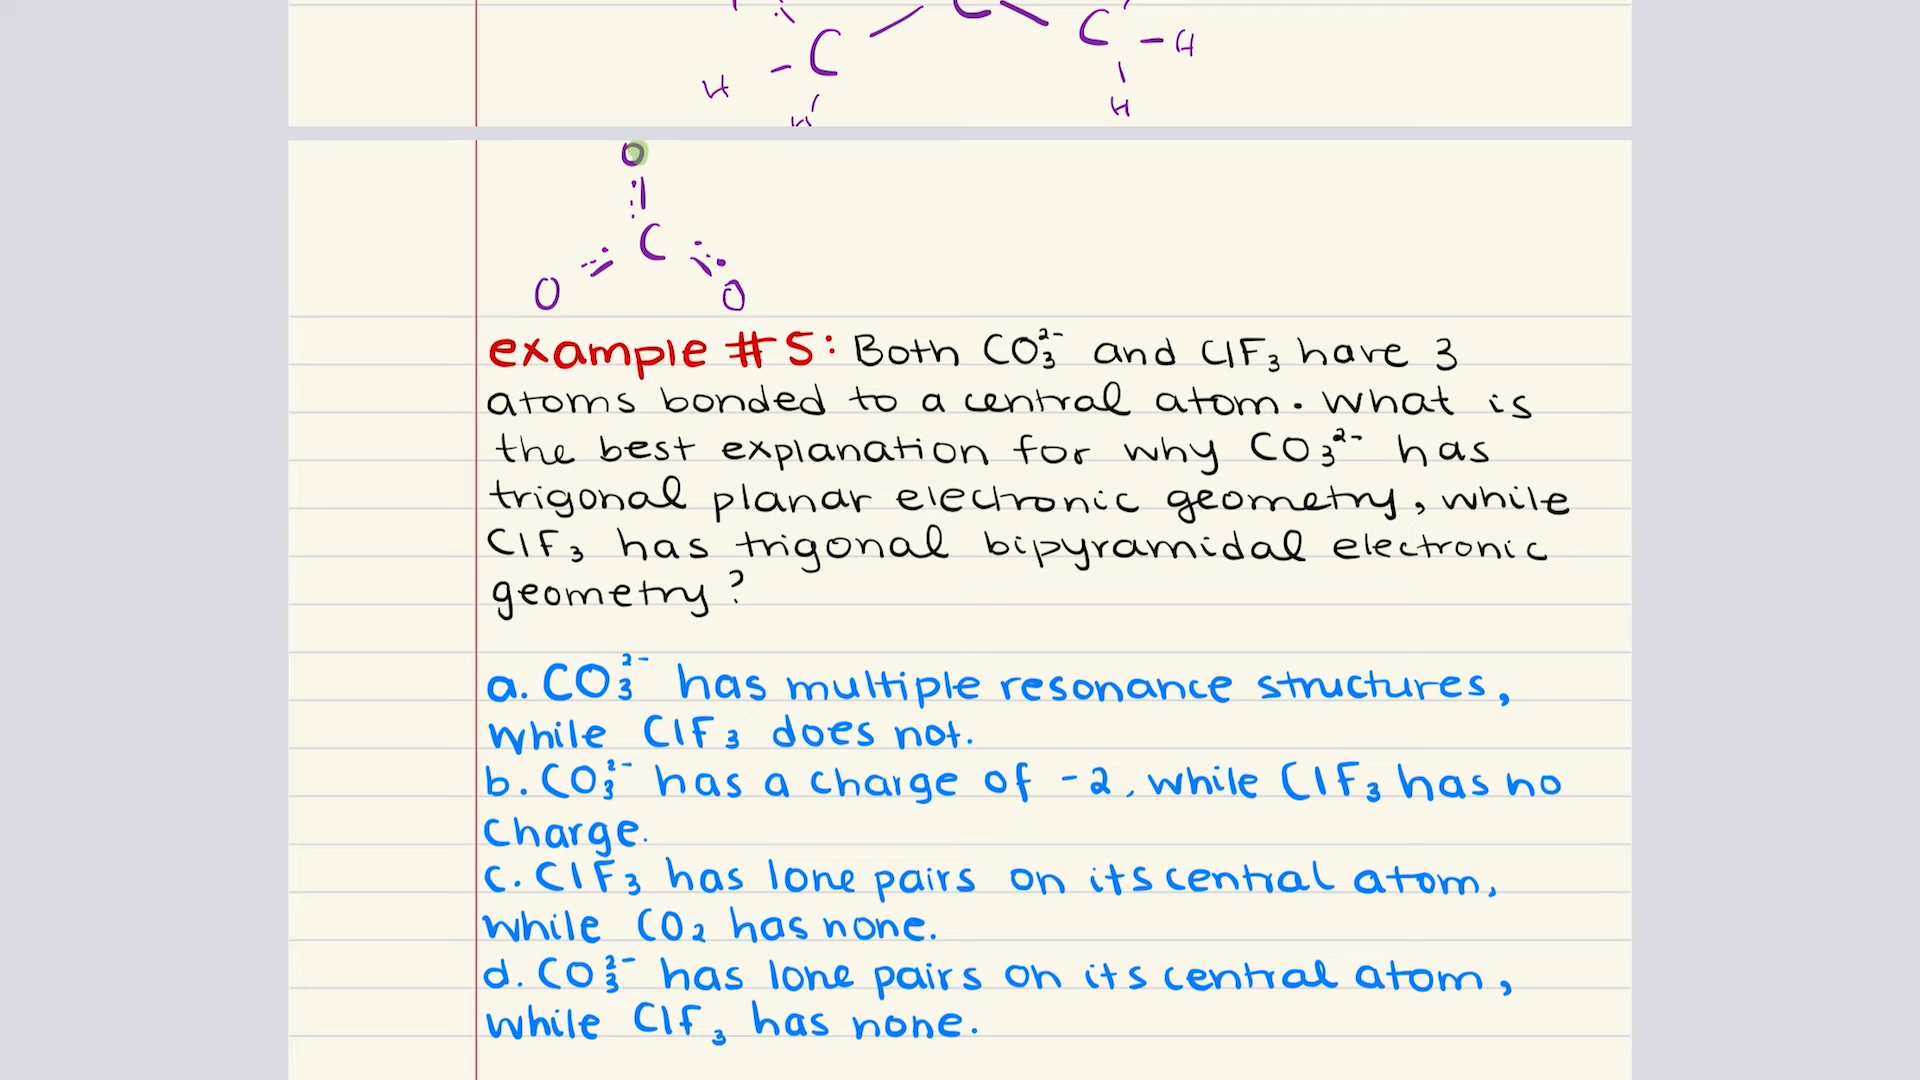 C C - H
H - H
H
O
C
O O
example #5: Both CO₃²⁻ and ClF₃ have 3
atoms bonded to a central atom. What is
the best explanation for why CO₃²⁻ has
trigonal planar electronic geometry, while
ClF₃ has trigonal bipyramidal electronic
geometry?
a. CO₃²⁻ has multiple resonance structures,
while ClF₃ does not.
b. CO₃²⁻ has a charge of -2, while ClF₃ has no
charge.
c. ClF₃ has lone pairs on its central atom,
while CO₂ has none.
d. CO₃²⁻ has lone pairs on its central atom,
while ClF₃ has none.